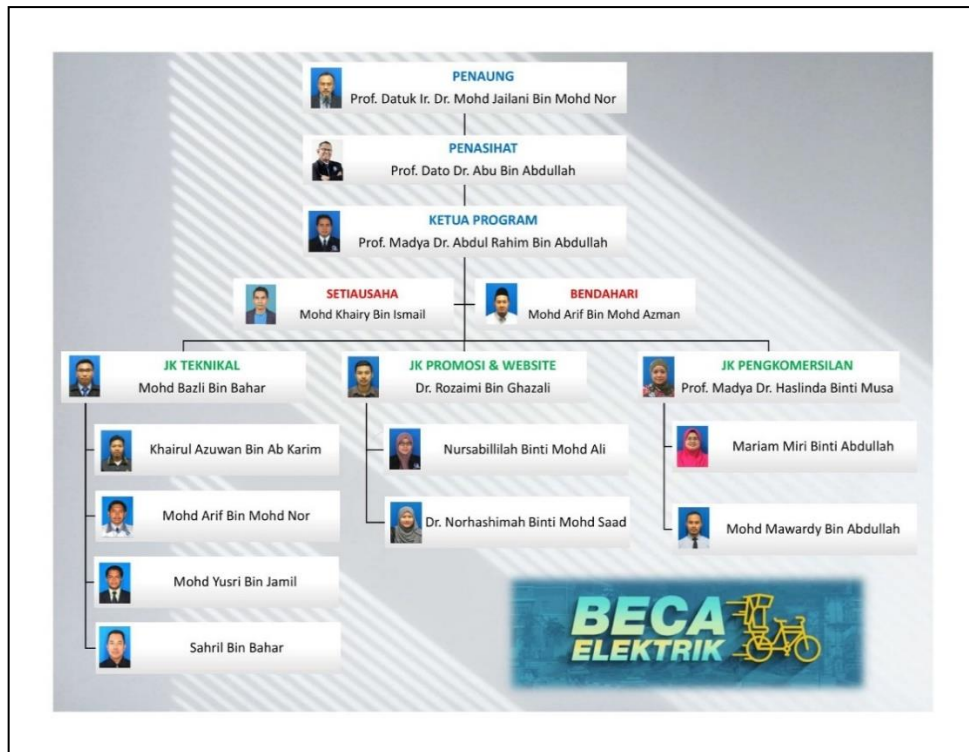 PENAUNG
Prof. Datuk Ir. Dr. Mohd Jailani Bin Mohd Nor
PENASIHAT
Prof. Dato Dr. Abu Bin Abdullah
KETUA PROGRAM
Prof. Madya Dr. Abdul Rahim Bin Abdullah
SETIAUSAHA
Mohd Khairy Bin Ismail
BENDAHARI
Mohd Arif Bin Mohd Azman
JK TEKNIKAL
Mohd Bazli Bin Bahar
JK PROMOSI & WEBSITE
Dr. Rozaimi Bin Ghazali
JK PENGKOMERSILAN
Prof. Madya Dr. Haslinda Binti Musa
Khairul Azuwan Bin Ab Karim
Mohd Arif Bin Mohd Nor
Mohd Yusri Bin Jamil
Sahril Bin Bahar
Nursabillilah Binti Mohd Ali
Dr. Norhashimah Binti Mohd Saad
Mariam Miri Binti Abdullah
Mohd Mawardy Bin Abdullah
BECA
ELEKTRIK